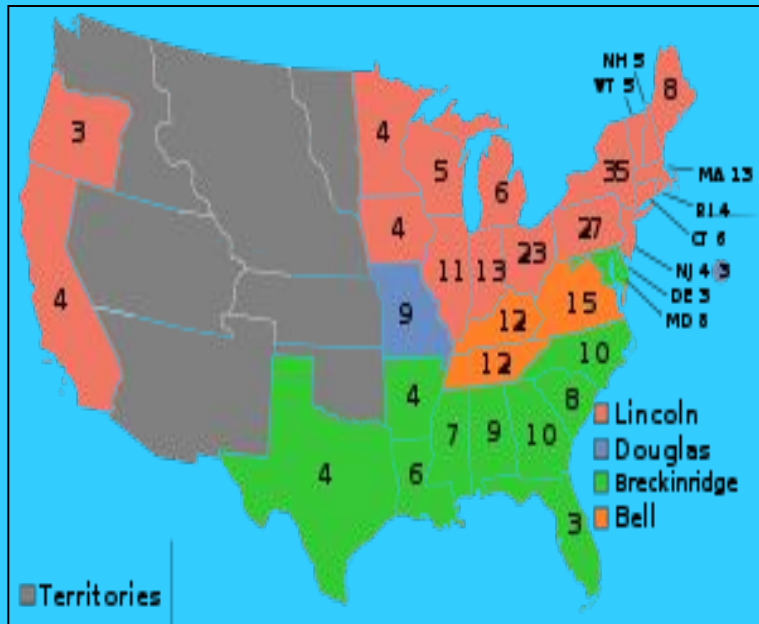 NH 5
VT 5
8
3
4
5
6
35
MA 13
RI 4
CT 6
4
11
13
23
27
NJ 4 3
DE 3
MD 8
4
9
12
15
12
10
4
8
7
9
10
4
6
3
Lincoln
Douglas
Breckinridge
Bell
Territories